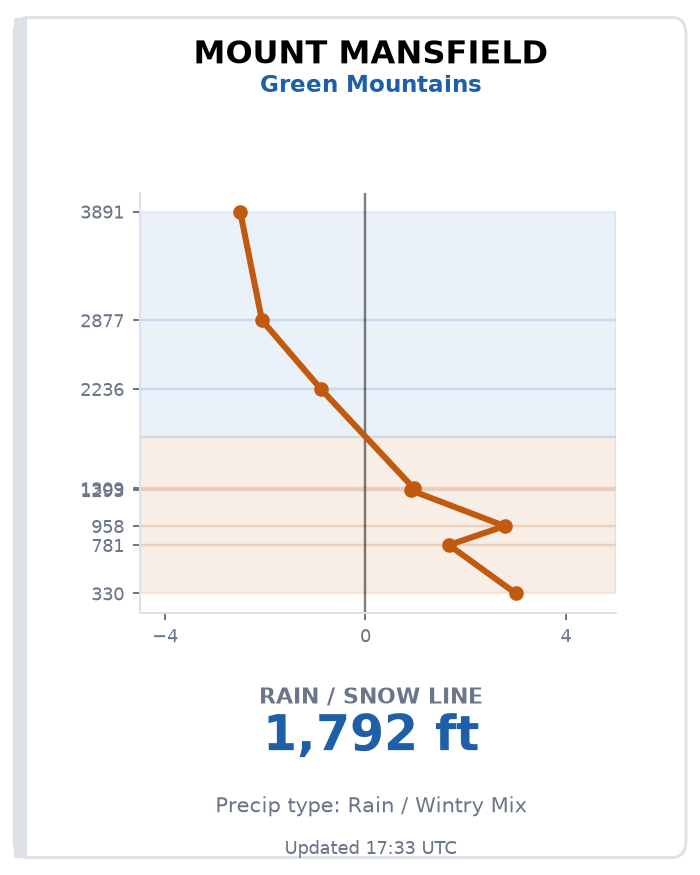 MOUNT MANSFIELD
Green Mountains
3891
2877
2236
958
781
330
−4 0 4
RAIN / SNOW LINE
1,792 ft
Precip type: Rain / Wintry Mix
Updated 17:33 UTC